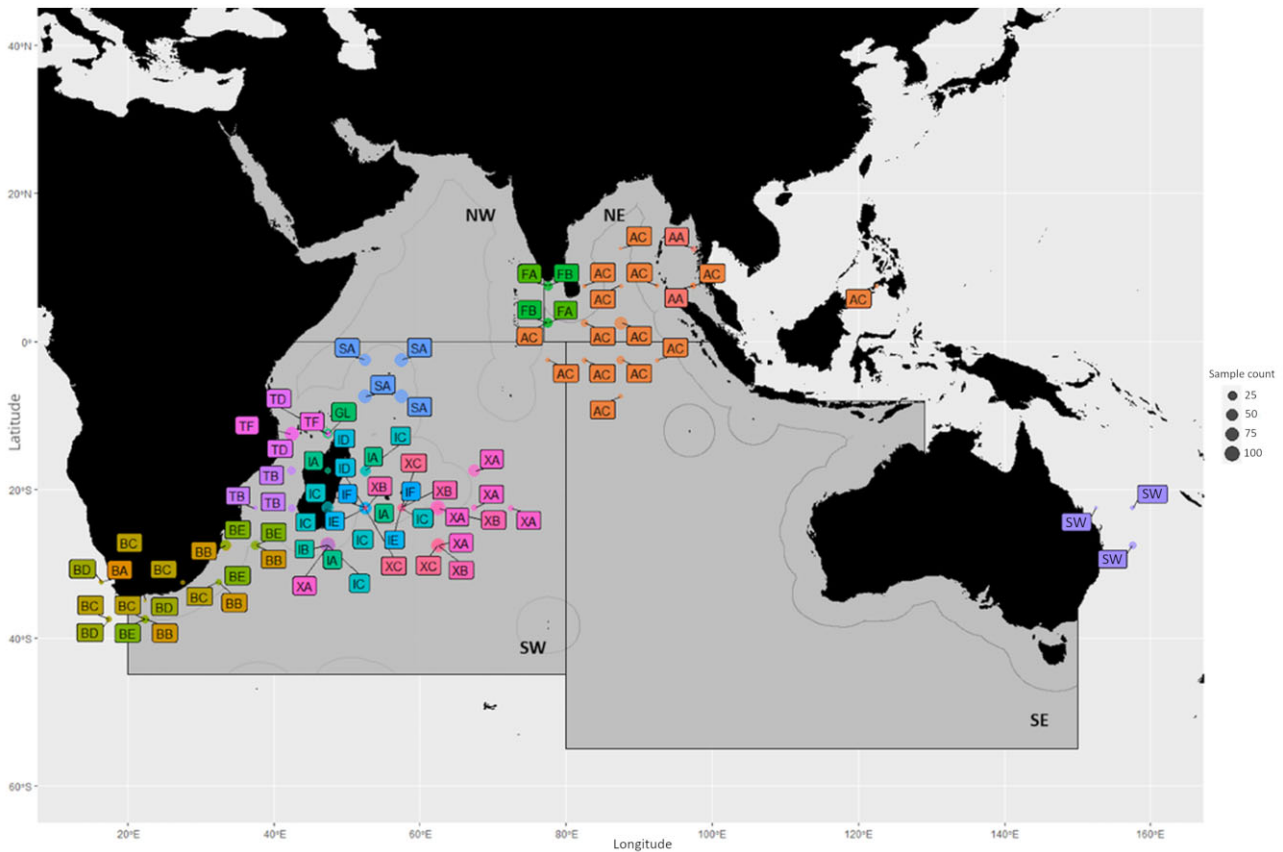 40°N
20°N
NW
NE
AC
AA
FA
FB
AC
AC
AC
AC
AA
AC
FB
FA
AC
AC
AC
0°
SA
SA
AC
AC
AC
AC
SA
SA
AC
TD
TF
TF
GL
TD
ID
IC
IA
IA
XC
XA
TB
ID
TB
TB
IC
IF
XB
IF
XB
XA
20°S
SW
IC
IE
IA
IC
XA
XB
XA
SW
BE
BE
BC
BB
IB
IC
IE
XA
SW
BB
IA
XC
XC
XB
BD
BA
BC
BE
XA
IC
BC
BB
BC
BC
BD
BD
BE
BB
40°S
SW
SE
60°S
20°E
40°E
60°E
80°E
100°E
120°E
140°E
160°E
Longitude
Latitude
Sample count
25
50
75
100